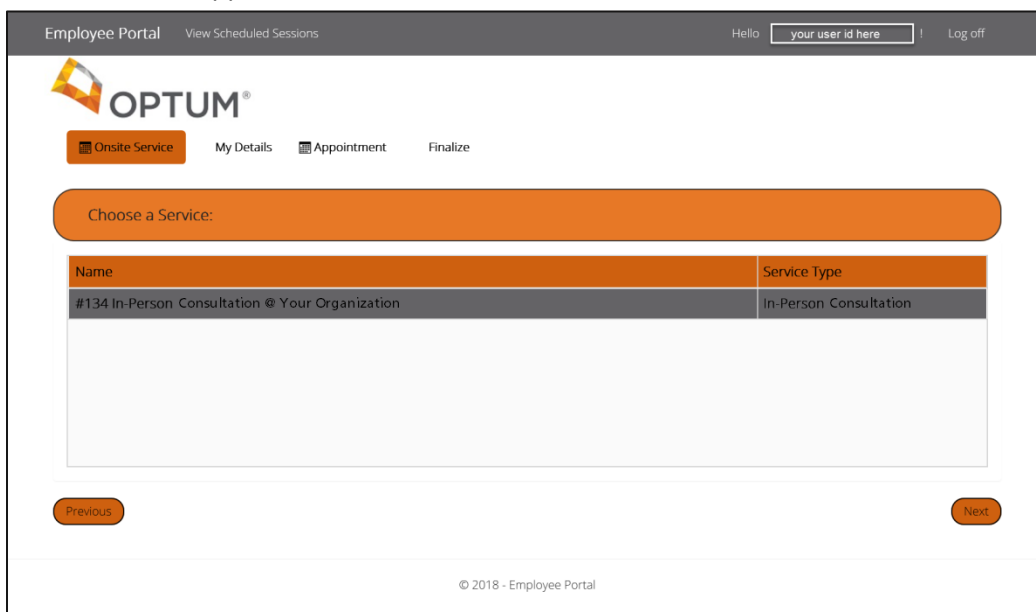 Employee Portal View Scheduled Sessions Hello your user id here ! Log off
OPTUM®
Onsite Service My Details Appointment Finalize
Choose a Service:
Name Service Type
#134 In-Person Consultation @ Your Organization In-Person Consultation
Previous Next
© 2018 - Employee Portal